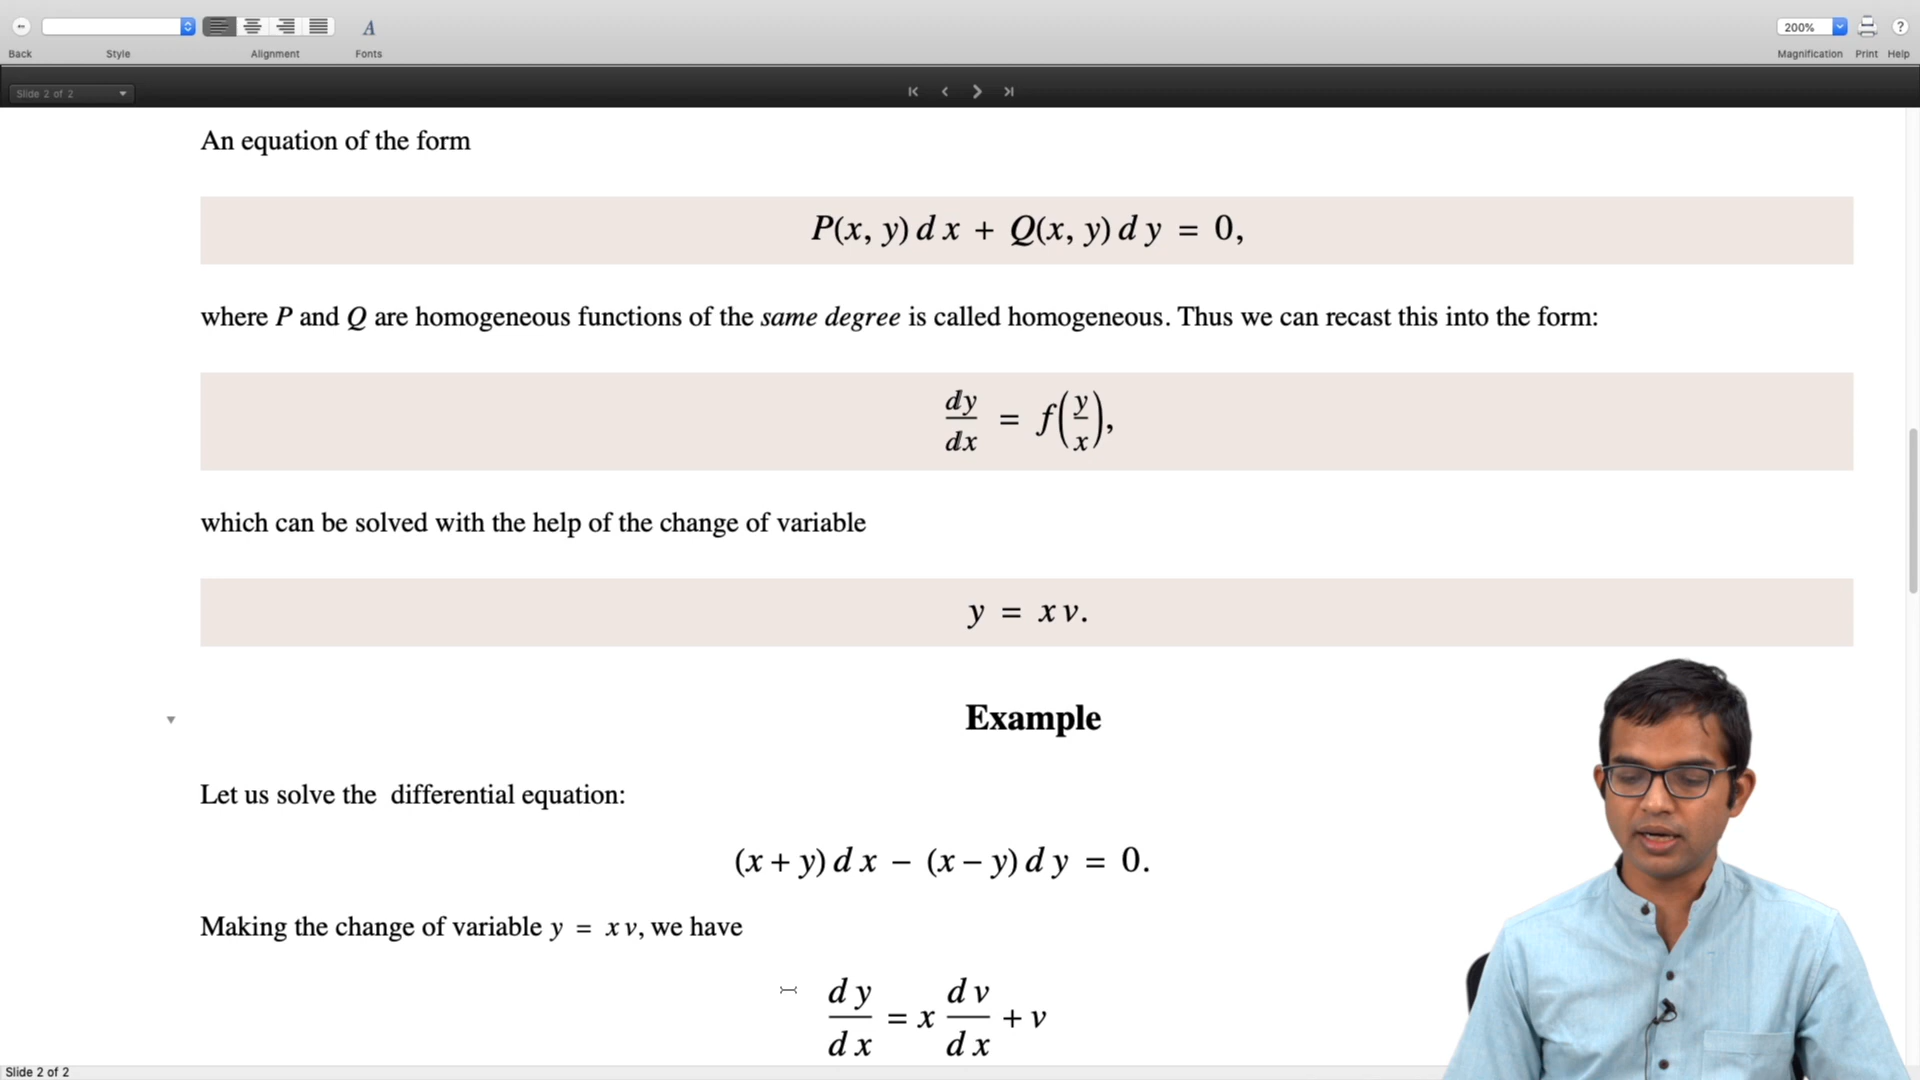 200%
Back Style Alignment Fonts Magnification Print Help
Slide 2 of 2
An equation of the form
P(x, y) d x + Q(x, y) d y = 0,
where P and Q are homogeneous functions of the same degree is called homogeneous. Thus we can recast this into the form:
dy/dx = f(y/x),
which can be solved with the help of the change of variable
y = x v.
Example
Let us solve the differential equation:
(x + y) d x − (x − y) d y = 0.
Making the change of variable y = x v, we have
d y/d x = x d v/d x + v
Slide 2 of 2